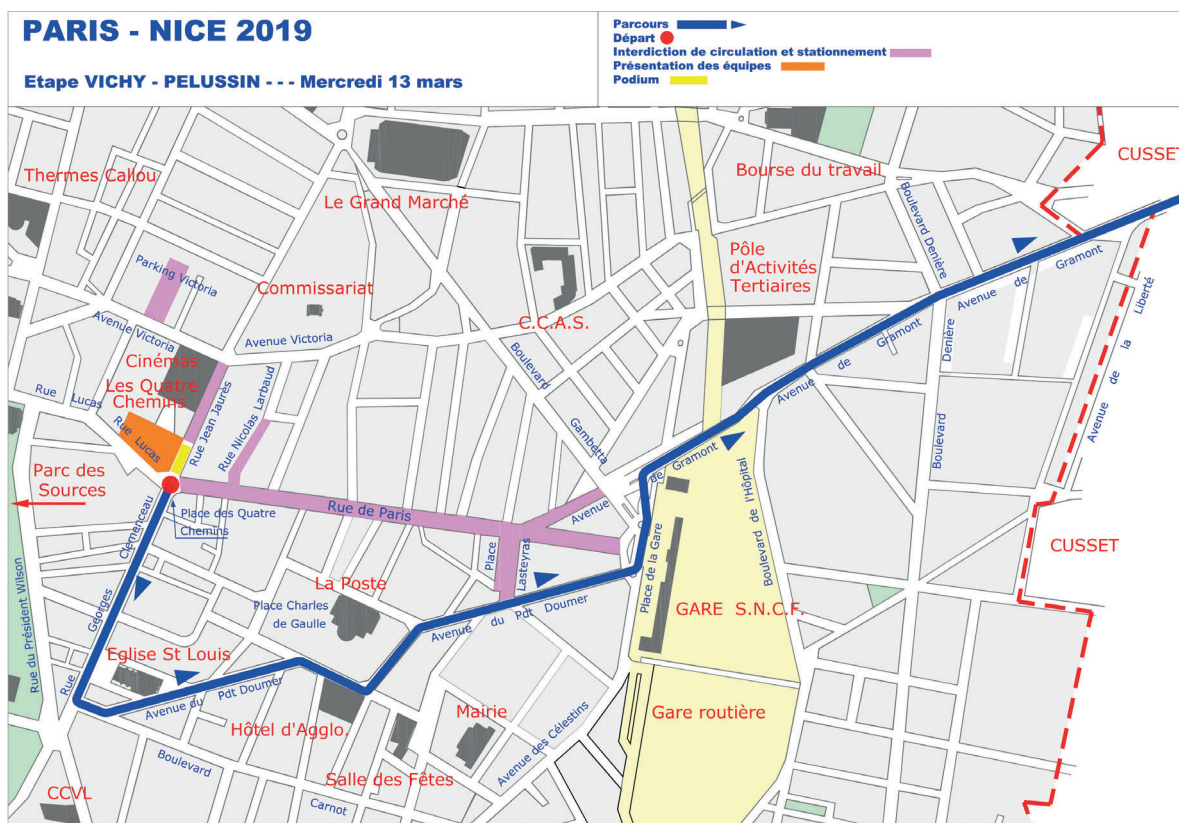 PARIS - NICE 2019
Etape VICHY - PELUSSIN - - - Mercredi 13 mars
Parcours
Départ
Interdiction de circulation et stationnement
Présentation des équipes
Podium
CUSSET
Thermes Callou
Bourse du travail
Le Grand Marché
Boulevard Denière
Parking Victoria
Pôle
d'Activités
Tertiaires
Avenue de Gramont
Commissariat
C.C.A.S.
Avenue Victoria
Avenue Victoria
Cinémas
Les Quatre
Chemins
Rue Lucas
Rue Lucas
Rue Jean Jaurès
Rue Nicolas Larbaud
Boulevard Gambetta
Avenue de Gramont
Boulevard Denière
Avenue de la Liberté
Parc des
Sources
Place des Quatre
Chemins
Rue de Paris
Avenue de Gramont
Boulevard de l'Hôpital
CUSSET
Rue Georges Clemenceau
Place Lasteyras
Place de la Gare
La Poste
Place Charles
de Gaulle
Avenue du Pdt Doumer
GARE S.N.C.F.
Rue du Président Wilson
Eglise St Louis
Avenue du Pdt Doumer
Hôtel d'Agglo.
Mairie
Gare routière
Avenue des Célestins
Boulevard Carnot
Salle des Fêtes
CCVL